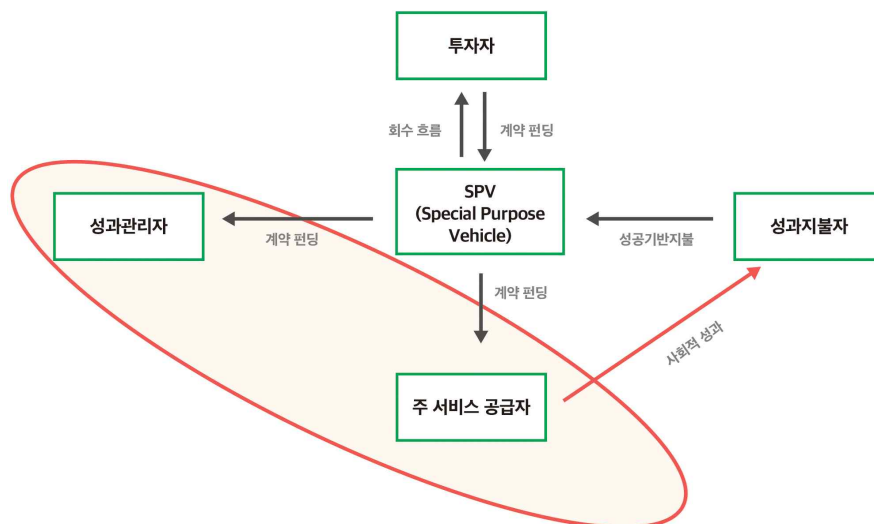 투자자
회수 흐름
계약 펀딩
SPV
(Special Purpose
Vehicle)
성과관리자
계약 펀딩
성공기반지불
성과지불자
계약 펀딩
사회적 성과
주 서비스 공급자